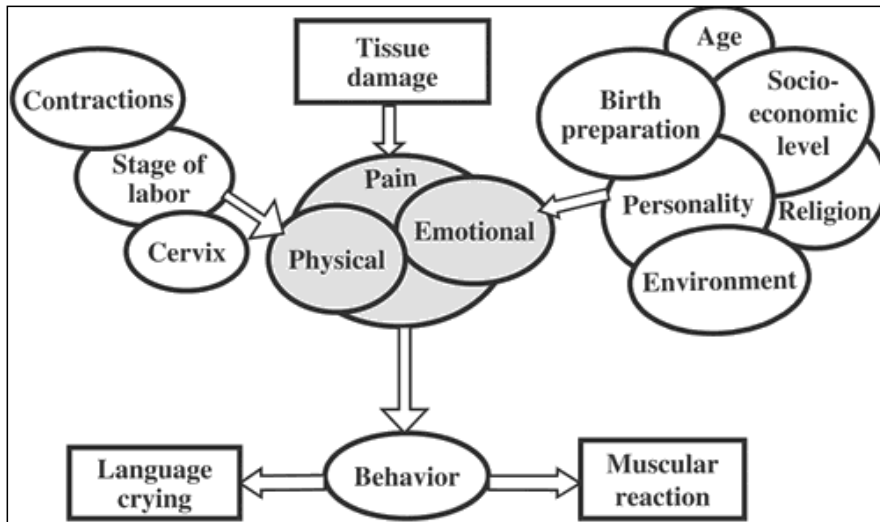 Tissue
damage
Contractions
Stage of
labor
Cervix
Age
Birth
preparation
Socio-
economic
level
Personality
Religion
Environment
Pain
Physical
Emotional
Behavior
Language
crying
Muscular
reaction